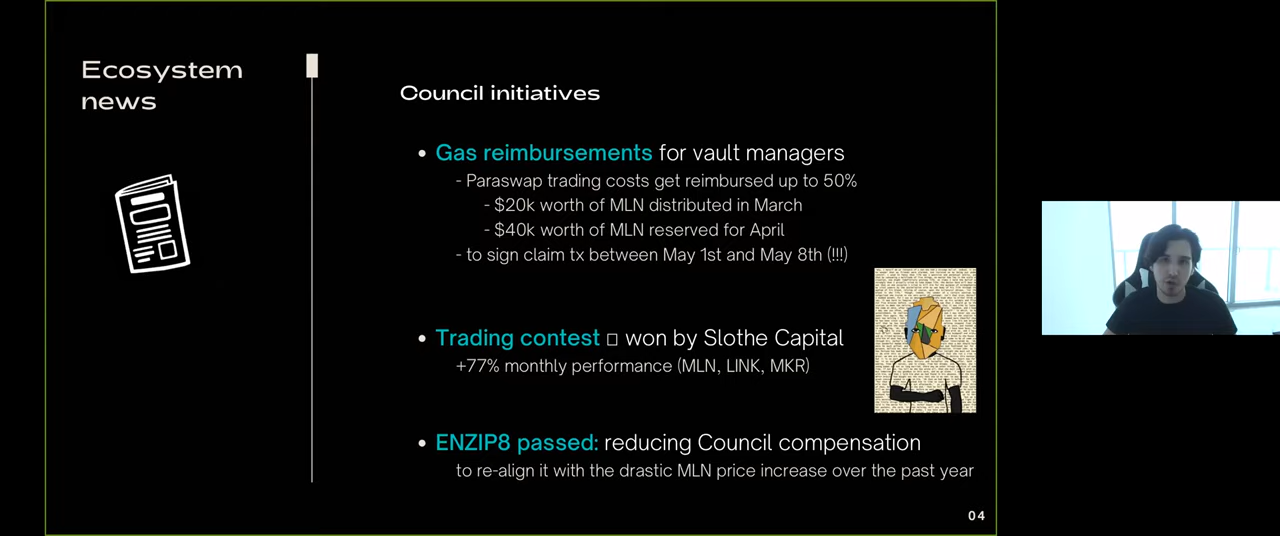 Ecosystem
news
Council initiatives
• Gas reimbursements for vault managers
- Paraswap trading costs get reimbursed up to 50%
- $20k worth of MLN distributed in March
- $40k worth of MLN reserved for April
- to sign claim tx between May 1st and May 8th (!!!)
• Trading contest □ won by Slothe Capital
+77% monthly performance (MLN, LINK, MKR)
• ENZIP8 passed: reducing Council compensation
to re-align it with the drastic MLN price increase over the past year
04